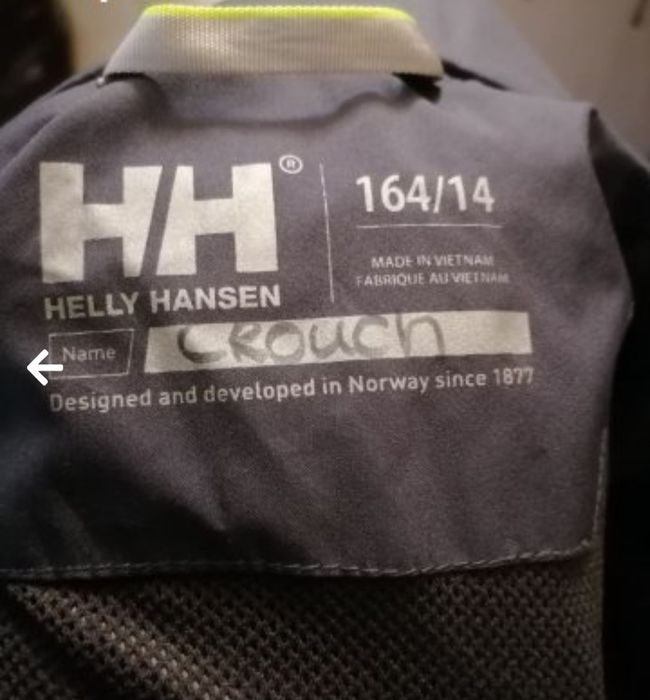 HH®
164/14
MADE IN VIETNAM
FABRIQUE AU VIETNAM
HELLY HANSEN
Name CROUCH
Designed and developed in Norway since 1877